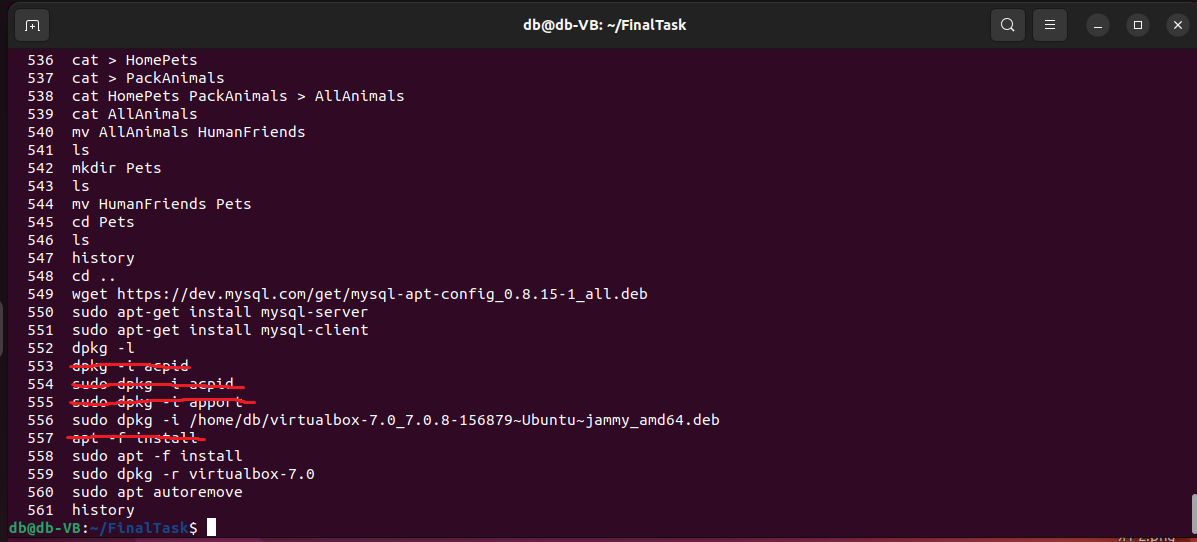 db@db-VB: ~/FinalTask
536 cat > HomePets
537 cat > PackAnimals
538 cat HomePets PackAnimals > AllAnimals
539 cat AllAnimals
540 mv AllAnimals HumanFriends
541 ls
542 mkdir Pets
543 ls
544 mv HumanFriends Pets
545 cd Pets
546 ls
547 history
548 cd ..
549 wget https://dev.mysql.com/get/mysql-apt-config_0.8.15-1_all.deb
550 sudo apt-get install mysql-server
551 sudo apt-get install mysql-client
552 dpkg -l
553 dpkg -i acpid
554 sudo dpkg -i acpid
555 sudo dpkg -i apport
556 sudo dpkg -i /home/db/virtualbox-7.0_7.0.8-156879~Ubuntu~jammy_amd64.deb
557 apt -f install
558 sudo apt -f install
559 sudo dpkg -r virtualbox-7.0
560 sudo apt autoremove
561 history
db@db-VB:~/FinalTask$